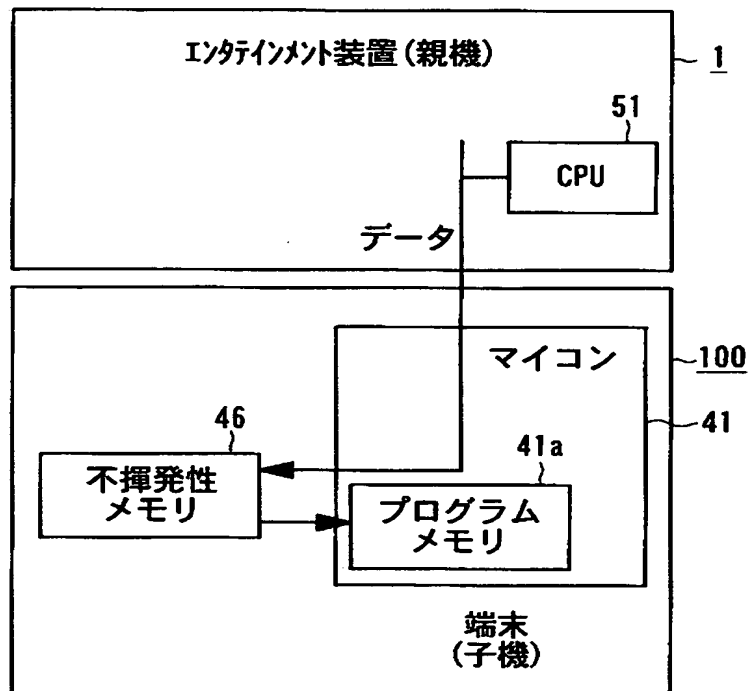 エンタテインメント装置(親機)
1
51
CPU
データ
マイコン
100
46
41
41a
不揮発性
メモリ
プログラム
メモリ
端末
(子機)